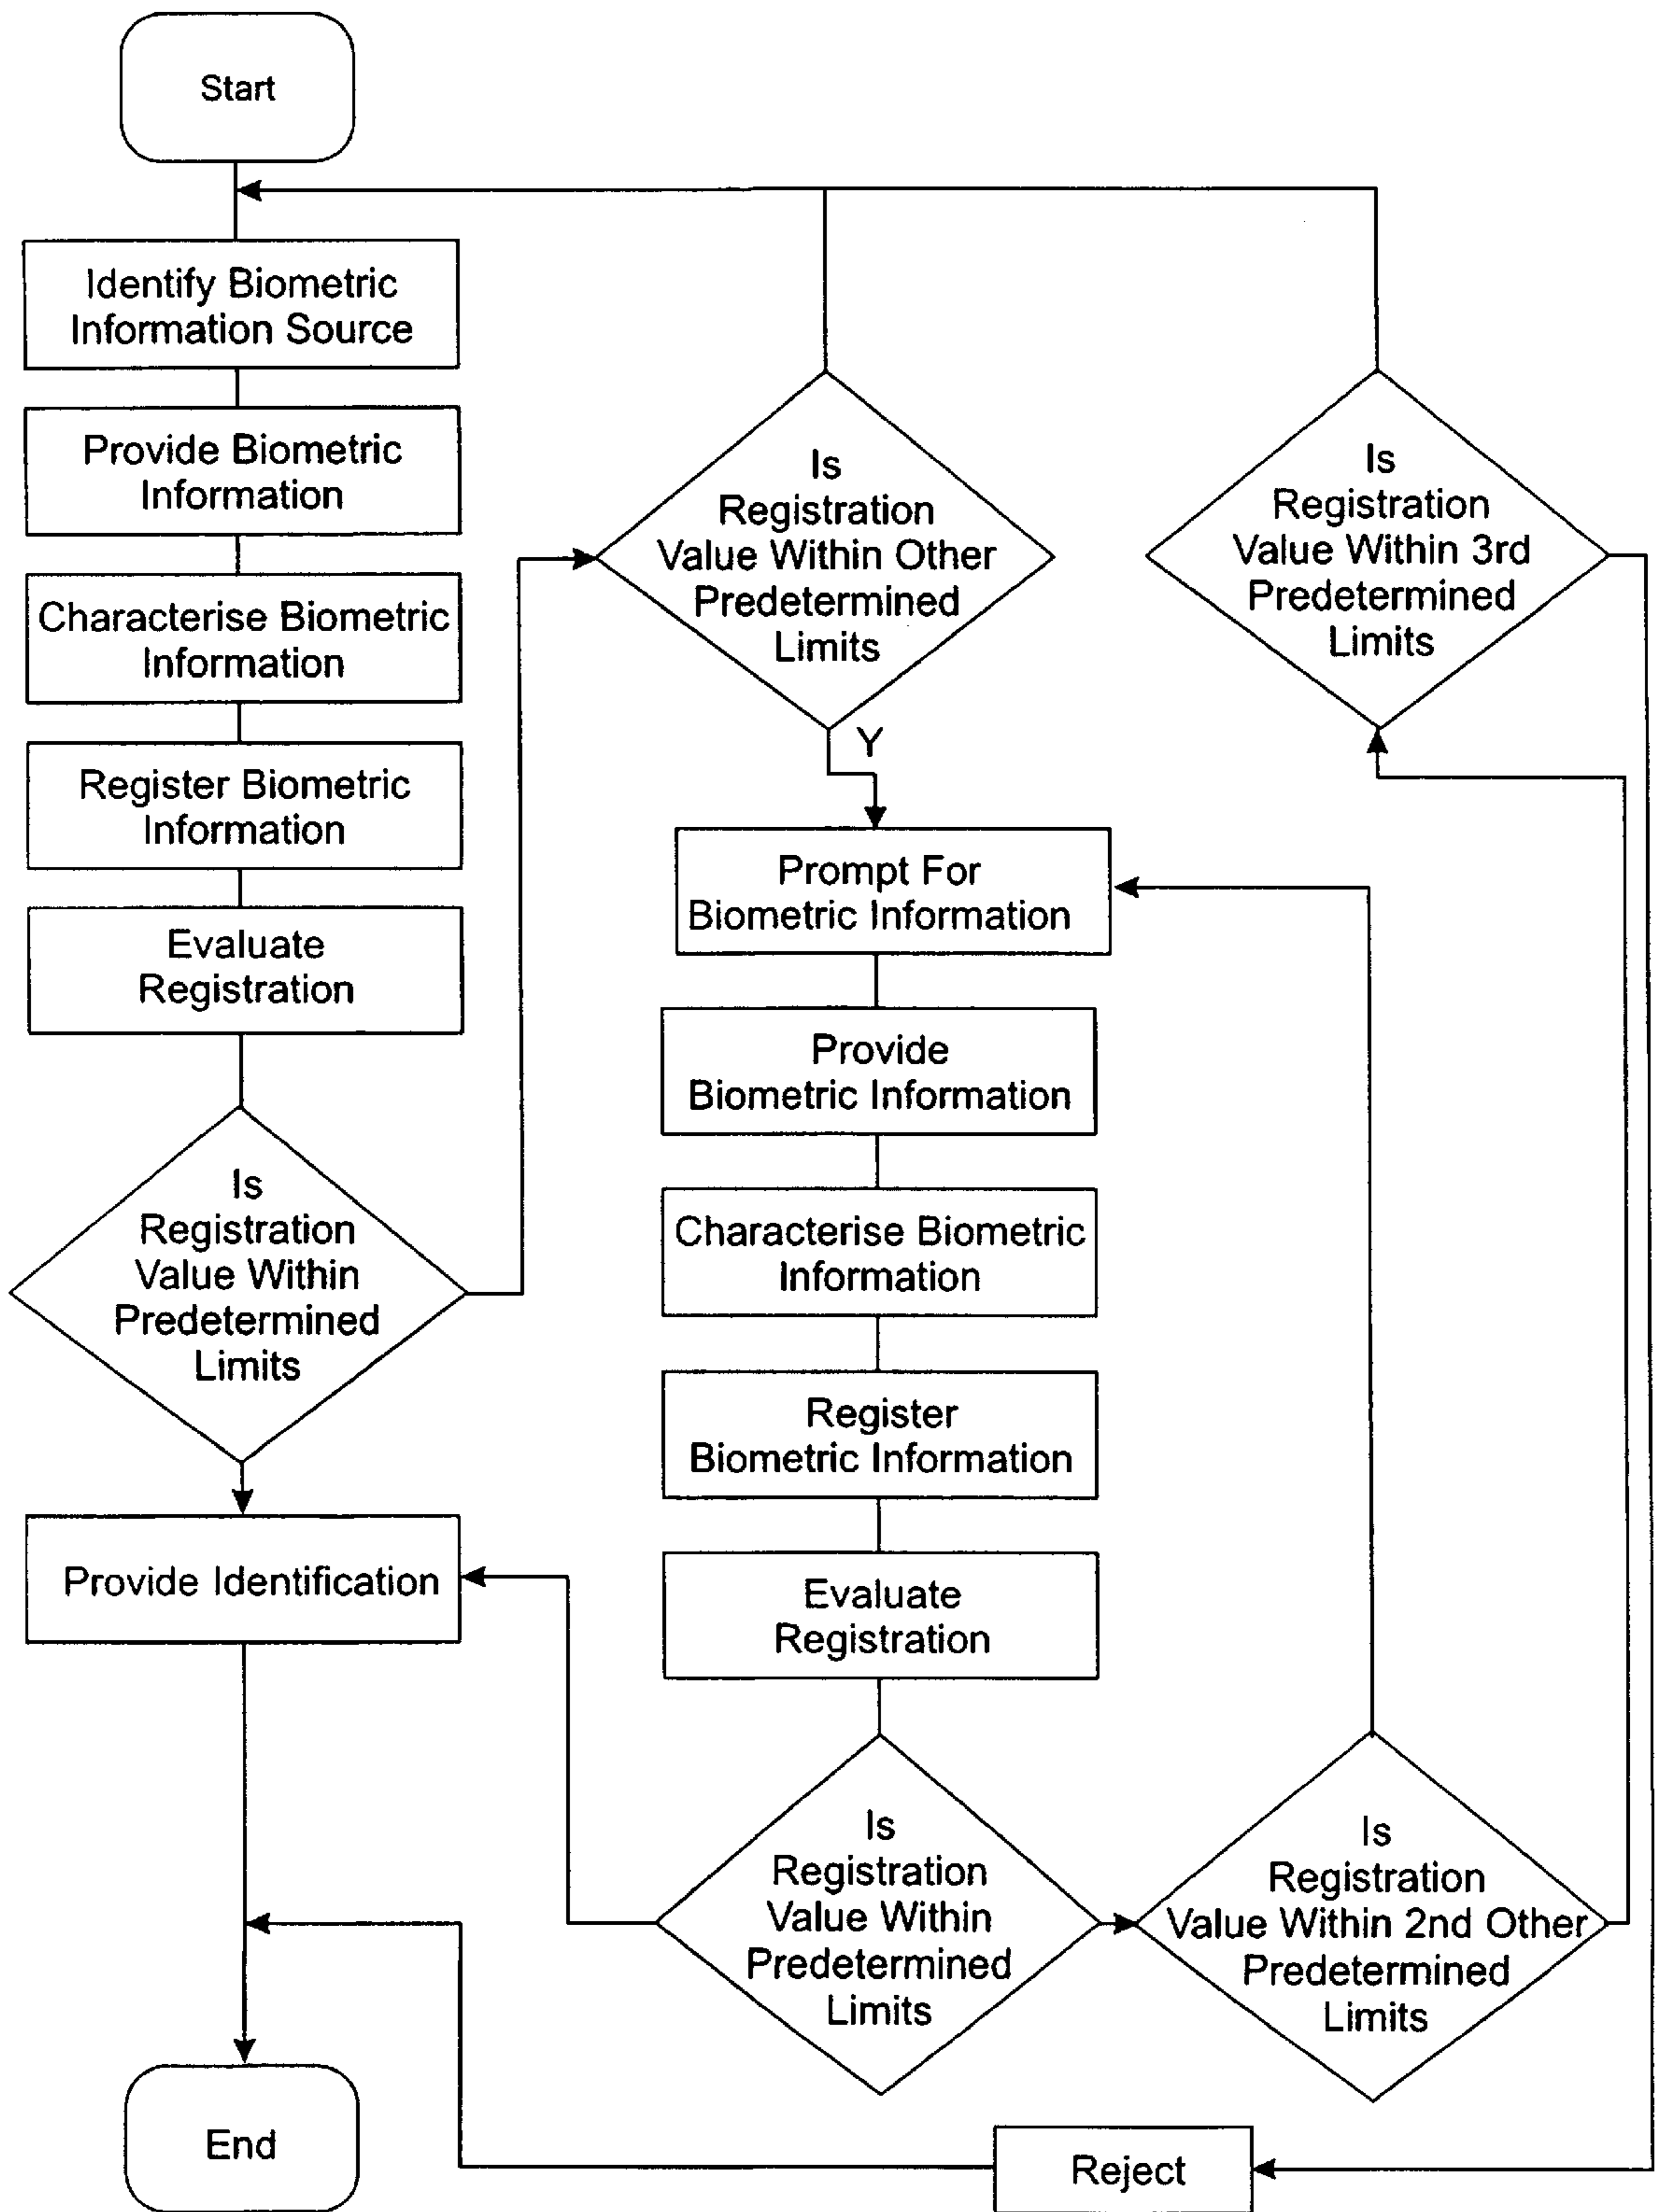 Start
Identify Biometric
Information Source
Provide Biometric
Information
Characterise Biometric
Information
Register Biometric
Information
Evaluate
Registration
Is
Registration
Value Within
Predetermined
Limits
Provide Identification
End
Is
Registration
Value Within Other
Predetermined
Limits
Y
Prompt For
Biometric Information
Provide
Biometric Information
Characterise Biometric
Information
Register
Biometric Information
Evaluate
Registration
Is
Registration
Value Within
Predetermined
Limits
Is
Registration
Value Within 2nd Other
Predetermined
Limits
Is
Registration
Value Within 3rd
Predetermined
Limits
Reject